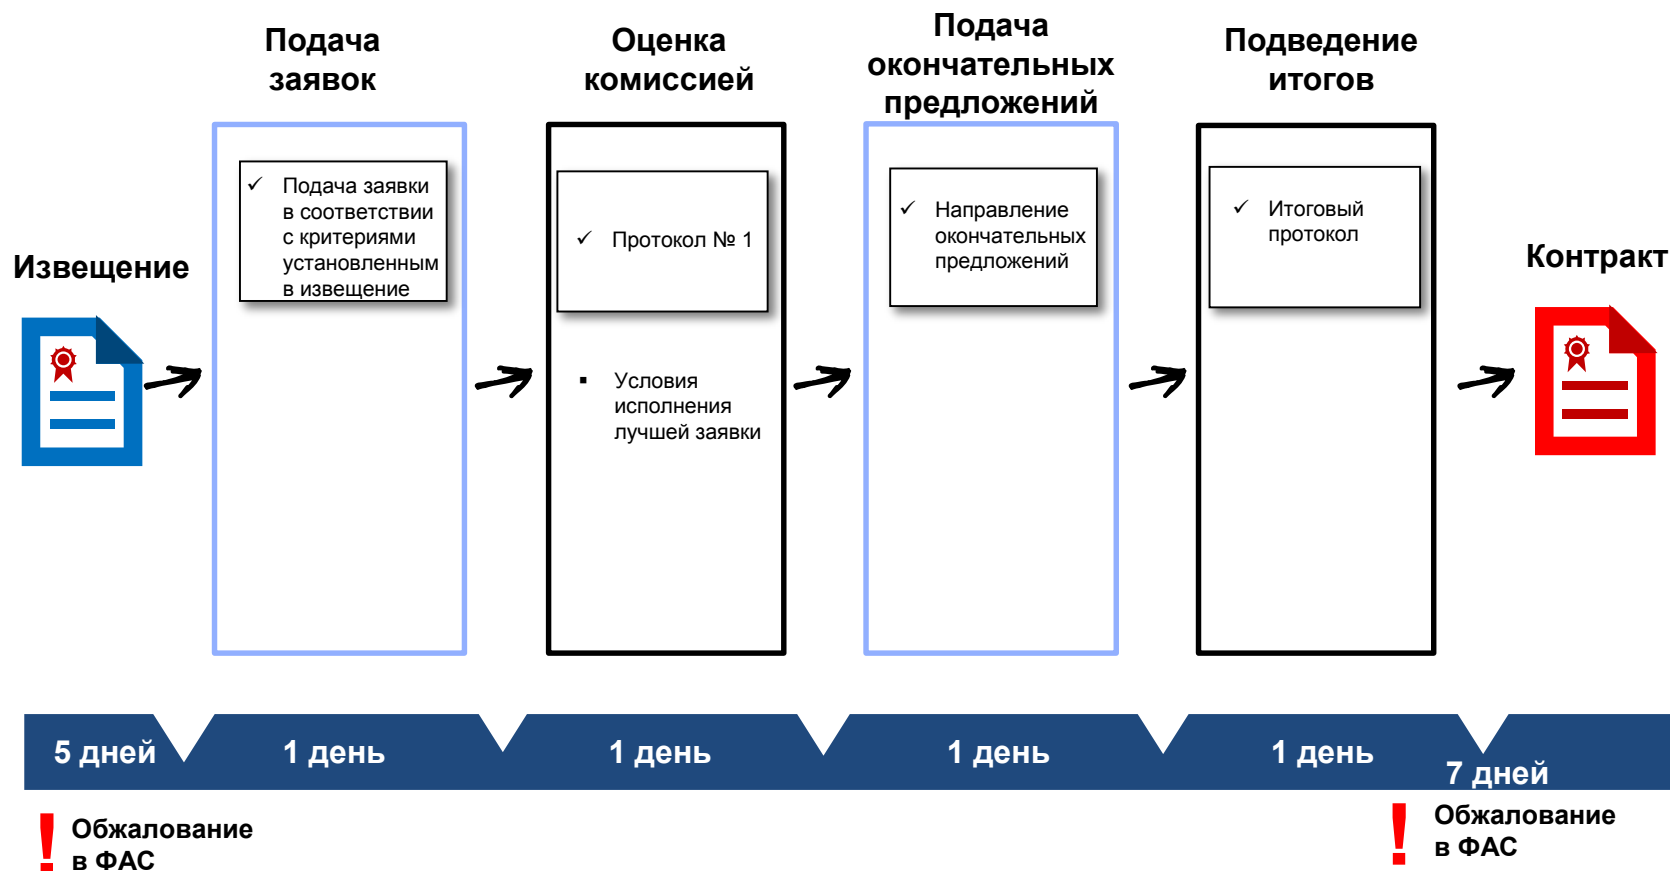 Подача
заявок
Оценка
комиссией
Подача
окончательных
предложений
Подведение
итогов
Извещение
Подача заявки
в соответствии
с критериями
установленным
в извещение
Протокол № 1
Условия
исполнения
лучшей заявки
Направление
окончательных
предложений
Итоговый
протокол
Контракт
5 дней
1 день
1 день
1 день
1 день
7 дней
! Обжалование
в ФАС
! Обжалование
в ФАС